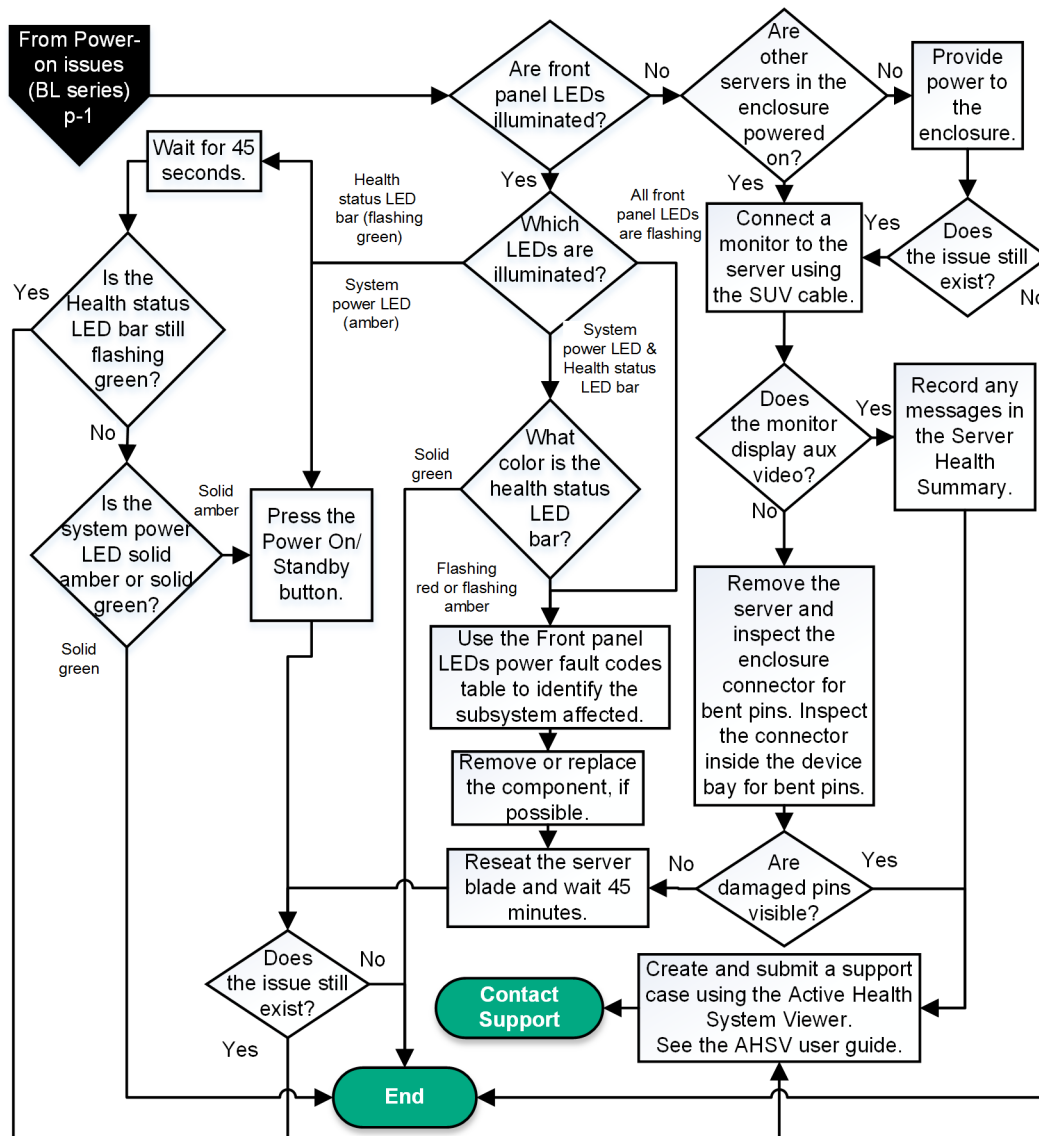 From Power-
on issues
(BL series)
p-1
Are front
panel LEDs
illuminated?
No
Are
other
servers in the
enclosure
powered
on?
No
Provide
power to
the
enclosure.
Wait for 45
seconds.
Health
status LED
bar (flashing
green)
Yes
Which
LEDs are
illuminated?
All front
panel LEDs
are flashing
Yes
Connect a
monitor to the
server using
the SUV cable.
Yes
Does
the issue still
exist?
No
Yes
Is the
Health status
LED bar still
flashing
green?
System
power LED
(amber)
System
power LED &
Health status
LED bar
No
Solid
green
What
color is the
health status
LED
bar?
Does
the monitor
display aux
video?
Yes
Record any
messages in
the Server
Health
Summary.
Is the
system power
LED solid
amber or solid
green?
Solid
amber
Press the
Power On/
Standby
button.
No
Flashing
red or flashing
amber
Solid
green
Use the Front panel
LEDs power fault codes
table to identify the
subsystem affected.
Remove the
server and
inspect the
enclosure
connector for
bent pins. Inspect
the connector
inside the device
bay for bent pins.
Remove or replace
the component, if
possible.
Reseat the server
blade and wait 45
minutes.
No
Are
damaged pins
visible?
Yes
Does
the issue still
exist?
No
Yes
Contact
Support
Create and submit a support
case using the Active Health
System Viewer.
See the AHSV user guide.
End